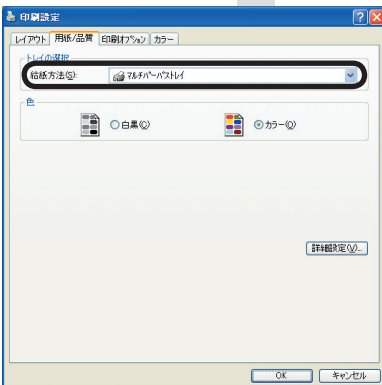 印刷設定
レイアウト 用紙/品質 印刷オプション カラー
トレイの選択
給紙方法(S): マルチパーパストレイ
色
白黒(C) カラー(O)
詳細設定(V)...
OK キャンセル